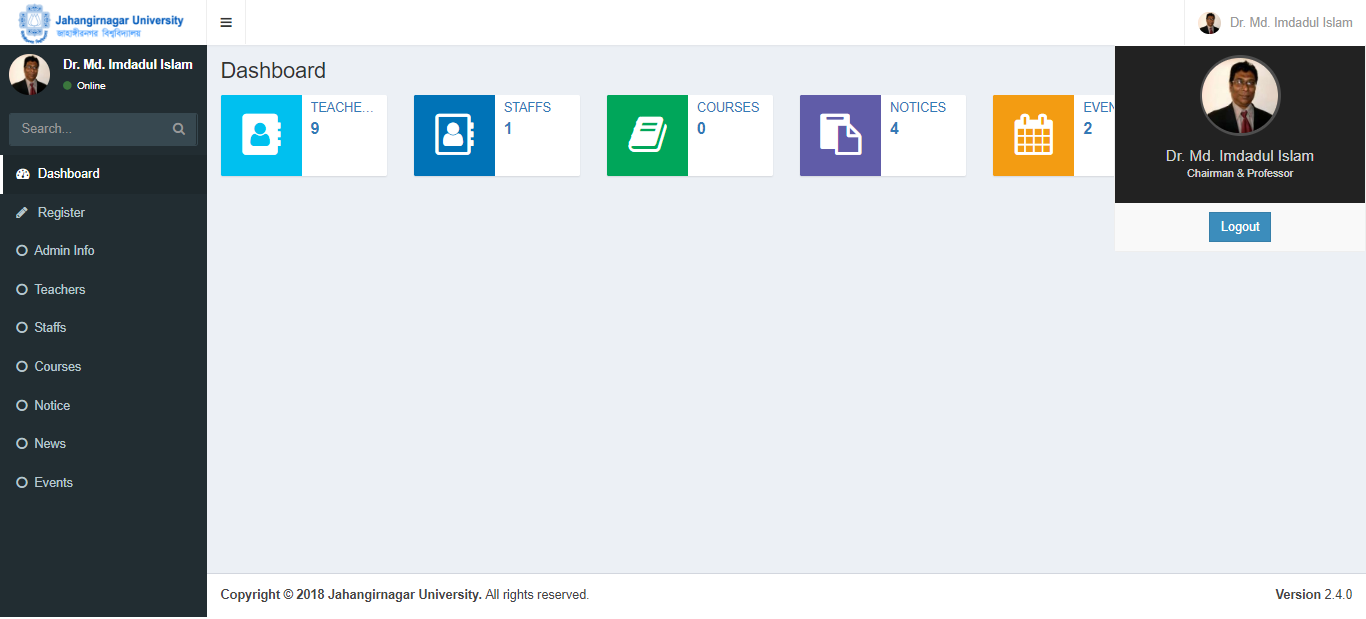 Jahangirnagar University
জাহাঙ্গীরনগর বিশ্ববিদ্যালয়
Dr. Md. Imdadul Islam
Dr. Md. Imdadul Islam
Online
Search...
Dashboard
Register
Admin Info
Teachers
Staffs
Courses
Notice
News
Events
Dashboard
TEACHE...
9
STAFFS
1
COURSES
0
NOTICES
4
EVEN
2
Dr. Md. Imdadul Islam
Chairman & Professor
Logout
Copyright © 2018 Jahangirnagar University. All rights reserved.
Version 2.4.0